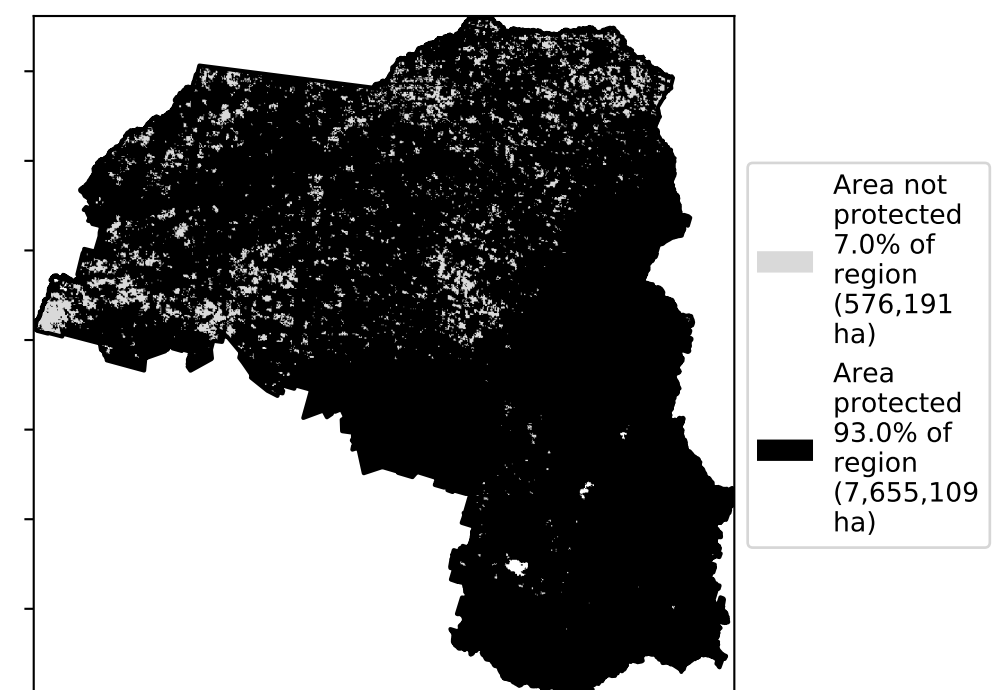 Area not
protected
7.0% of
region
(576,191
ha)
Area
protected
93.0% of
region
(7,655,109
ha)